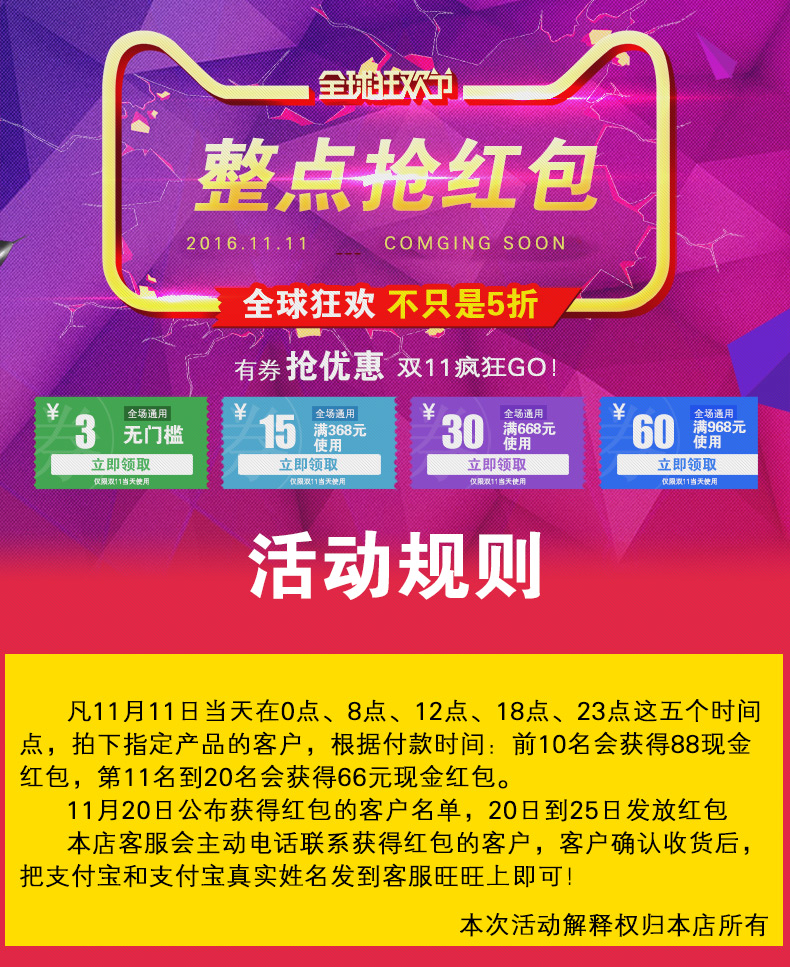 全球狂欢节
整点抢红包
2016.11.11 --- COMGING SOON
全球狂欢 不只是5折
有券 抢优惠 双11疯狂GO!
¥ 3 全场通用 无门槛
立即领取
仅限双11当天使用
¥ 15 全场通用 满368元使用
立即领取
仅限双11当天使用
¥ 30 全场通用 满668元使用
立即领取
仅限双11当天使用
¥ 60 全场通用 满968元使用
立即领取
仅限双11当天使用
活动规则
凡11月11日当天在0点、8点、12点、18点、23点这五个时间
点，拍下指定产品的客户，根据付款时间：前10名会获得88现金
红包，第11名到20名会获得66元现金红包。
11月20日公布获得红包的客户名单，20日到25日发放红包
本店客服会主动电话联系获得红包的客户，客户确认收货后，
把支付宝和支付宝真实姓名发到客服旺旺上即可!
本次活动解释权归本店所有